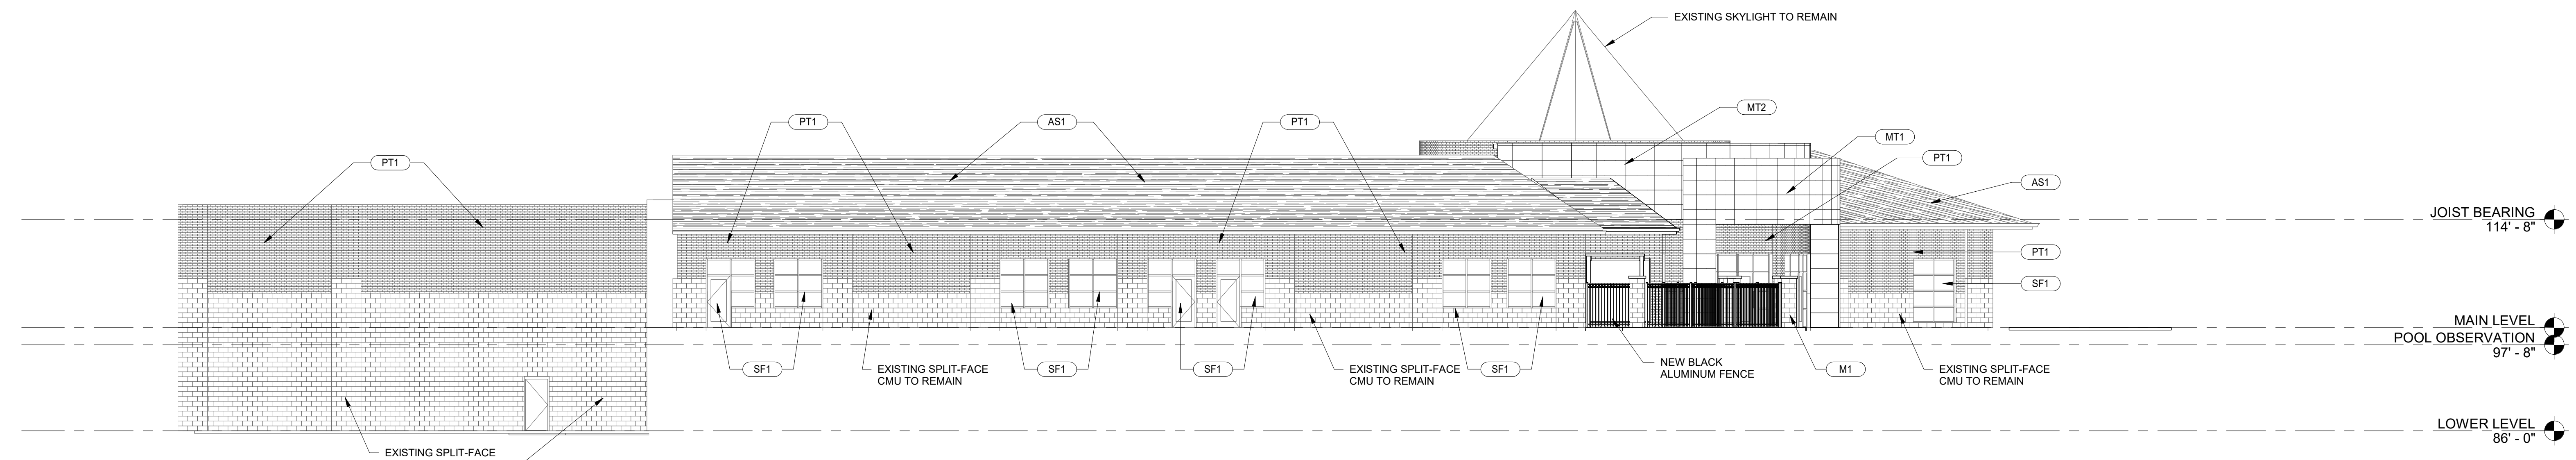 EXISTING SKYLIGHT TO REMAIN
MT2
PT1
AS1
PT1
MT1
PT1
PT1
AS1
JOIST BEARING
114' - 8"
PT1
SF1
MAIN LEVEL
POOL OBSERVATION
97' - 8"
SF1
EXISTING SPLIT-FACE
CMU TO REMAIN
SF1
SF1
EXISTING SPLIT-FACE
CMU TO REMAIN
SF1
NEW BLACK
ALUMINUM FENCE
M1
EXISTING SPLIT-FACE
CMU TO REMAIN
LOWER LEVEL
86' - 0"
EXISTING SPLIT-FACE